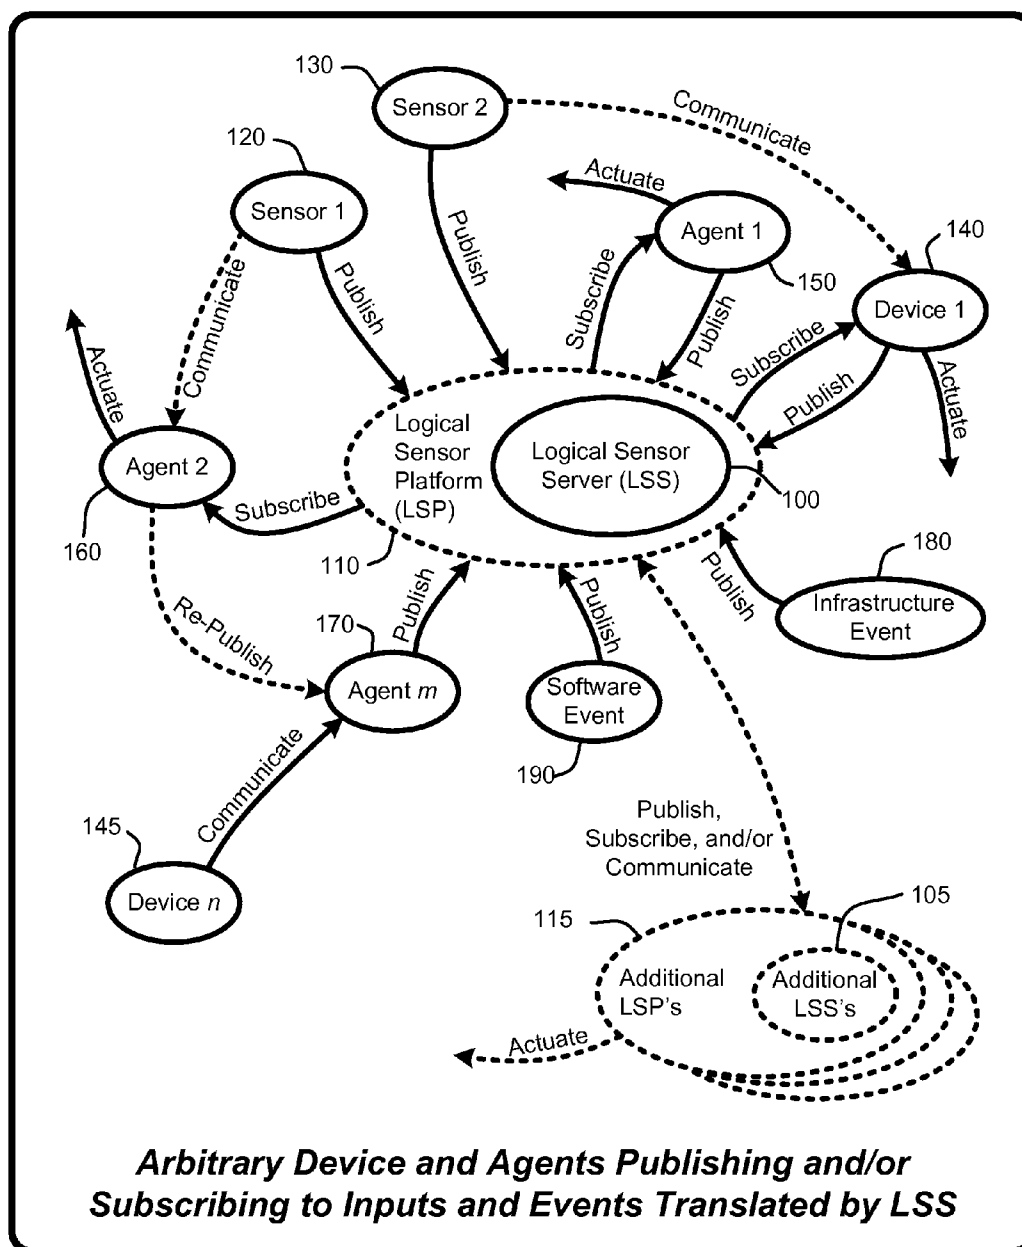 130
Sensor 2
Communicate
120
Sensor 1
Actuate
Agent 1
140
150
Device 1
Publish
Publish
Communicate
Subscribe
Publish
Subscribe
Publish
Actuate
Actuate
Logical
Sensor
Platform
(LSP)
Logical Sensor
Server (LSS)
100
Agent 2
160
Subscribe
110
180
Publish
Infrastructure
Event
Re-Publish
170
Publish
Publish
Agent m
Software
Event
190
Communicate
Publish,
Subscribe, and/or
Communicate
145
Device n
115
105
Additional
LSP's
Additional
LSS's
Actuate
Arbitrary Device and Agents Publishing and/or
Subscribing to Inputs and Events Translated by LSS